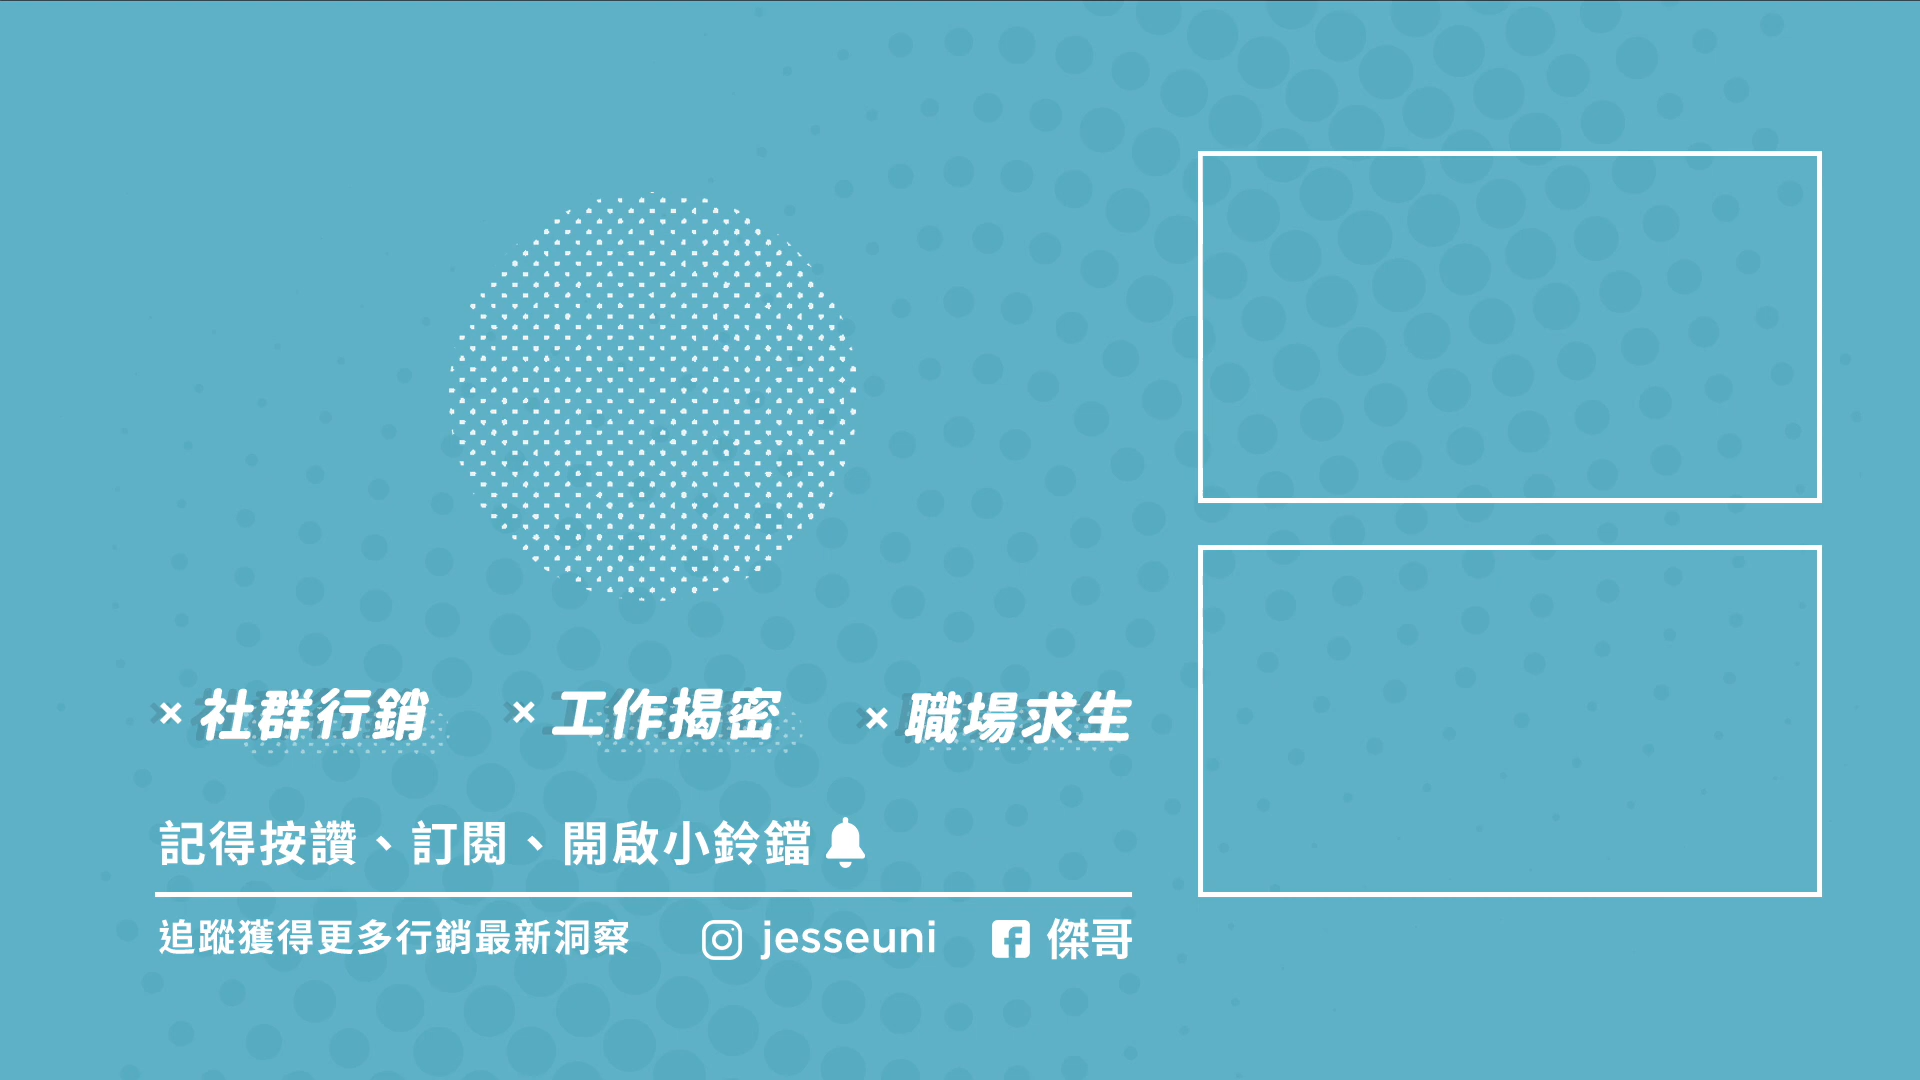 × 社群行銷 × 工作揭密 × 職場求生
記得按讚、訂閱、開啟小鈴鐺
追蹤獲得更多行銷最新洞察 jesseuni 傑哥